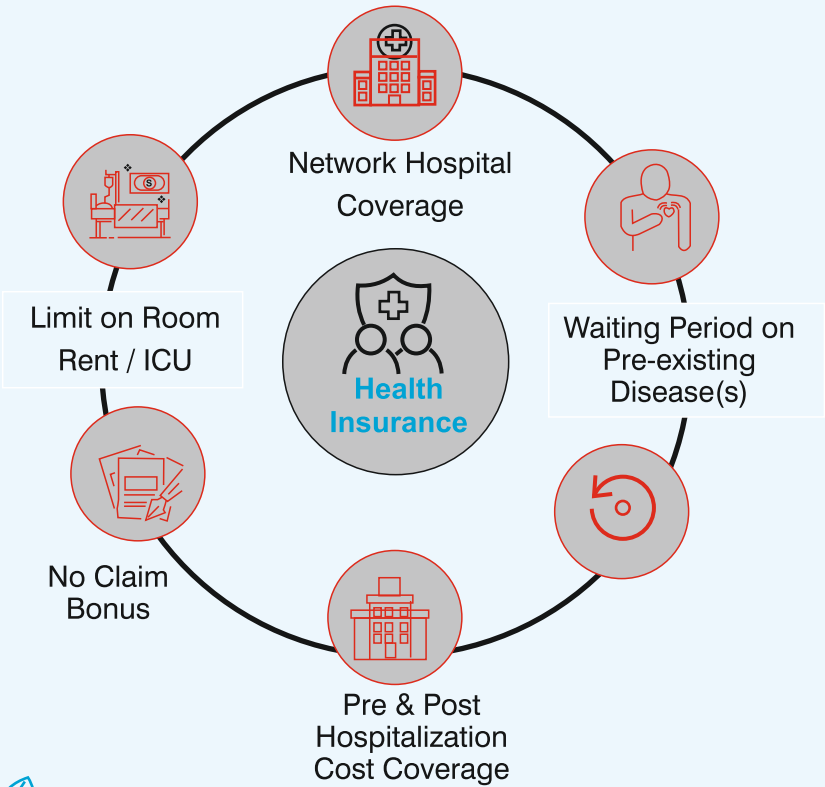 Network Hospital
Coverage
S
Limit on Room
Rent / ICU
Waiting Period on
Pre-existing
Disease(s)
Health
Insurance
No Claim
Bonus
Pre & Post
Hospitalization
Cost Coverage